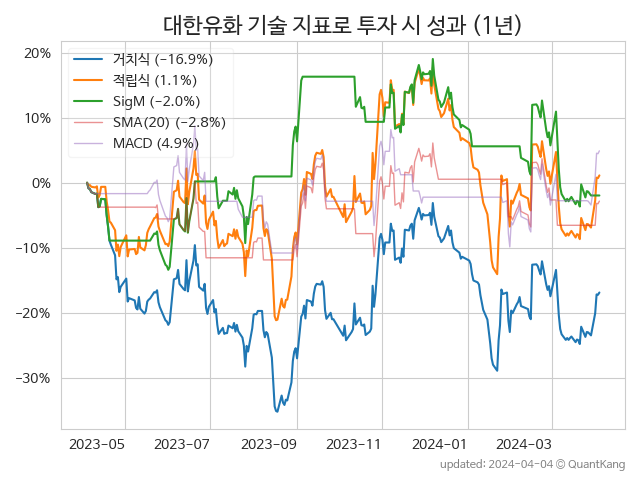 대한유화 기술 지표로 투자 시 성과 (1년)
20%
10%
0%
−10%
−20%
−30%
거치식 (−16.9%)
적립식 (1.1%)
SigM (−2.0%)
SMA(20) (−2.8%)
MACD (4.9%)
2023-05
2023-07
2023-09
2023-11
2024-01
2024-03
updated: 2024-04-04 © QuantKang